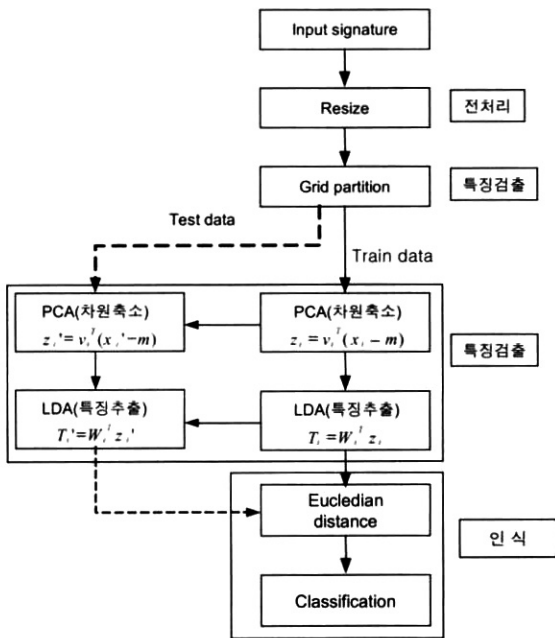 Input signature
Resize
전처리
Grid partition
특징검출
Test data
Train data
PCA(차원축소)
z_i'=v_i^T(x_i'-m)
PCA(차원축소)
z_i=v_i^T(x_i-m)
특징검출
LDA(특징추출)
T_i'=W_i^T z_i'
LDA(특징추출)
T_i=W_i^T z_i
Eucledian
distance
인 식
Classification